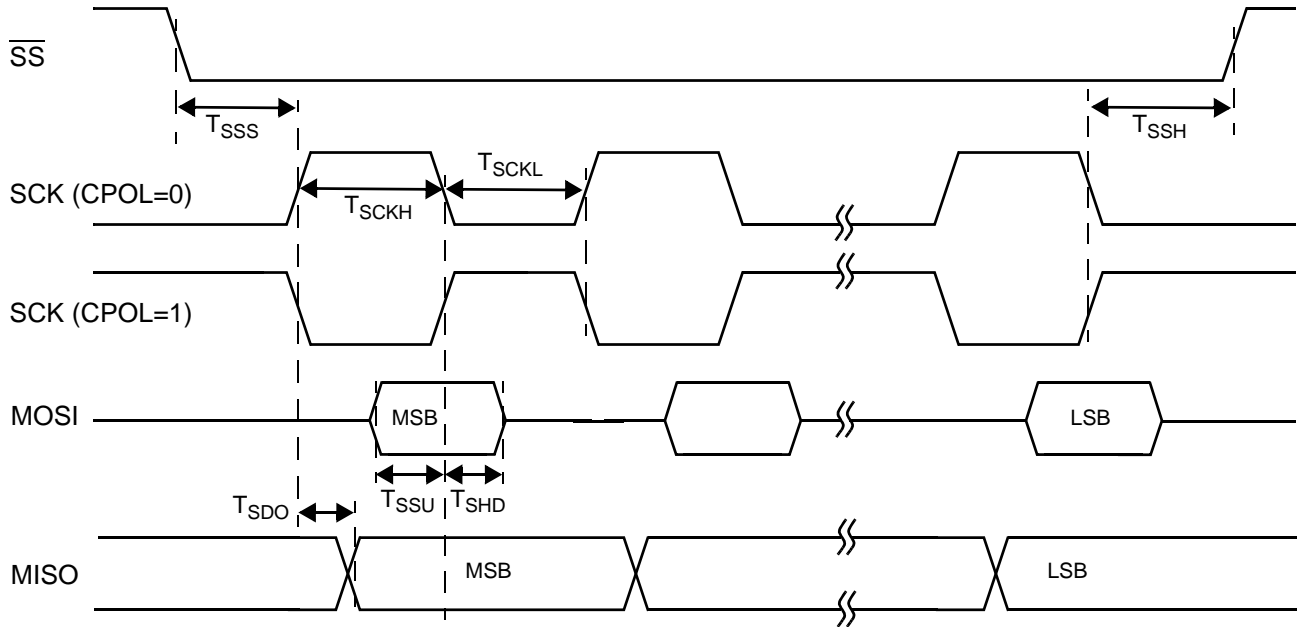 SS
TSSS
TSSH
SCK (CPOL=0)
TSCKH
TSCKL
SCK (CPOL=1)
MOSI
MSB
LSB
TSSU
TSHD
TSDO
MISO
MSB
LSB